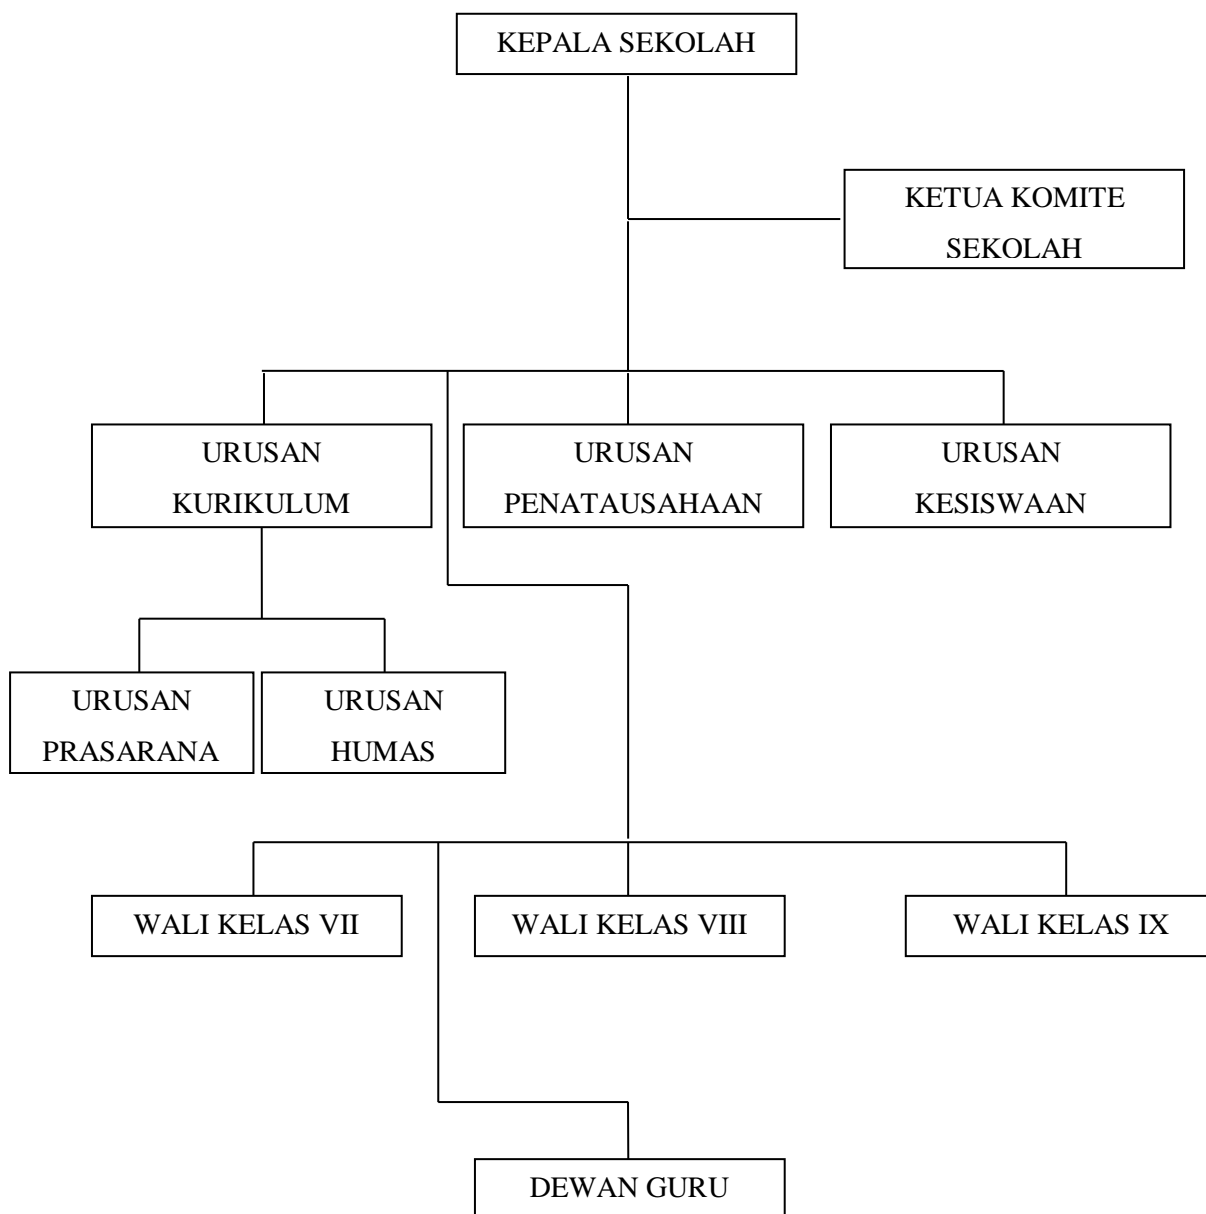 KEPALA SEKOLAH
KETUA KOMITE
SEKOLAH
URUSAN
KURIKULUM
URUSAN
PENATAUSAHAAN
URUSAN
KESISWAAN
URUSAN
PRASARANA
URUSAN
HUMAS
WALI KELAS VII
WALI KELAS VIII
WALI KELAS IX
DEWAN GURU